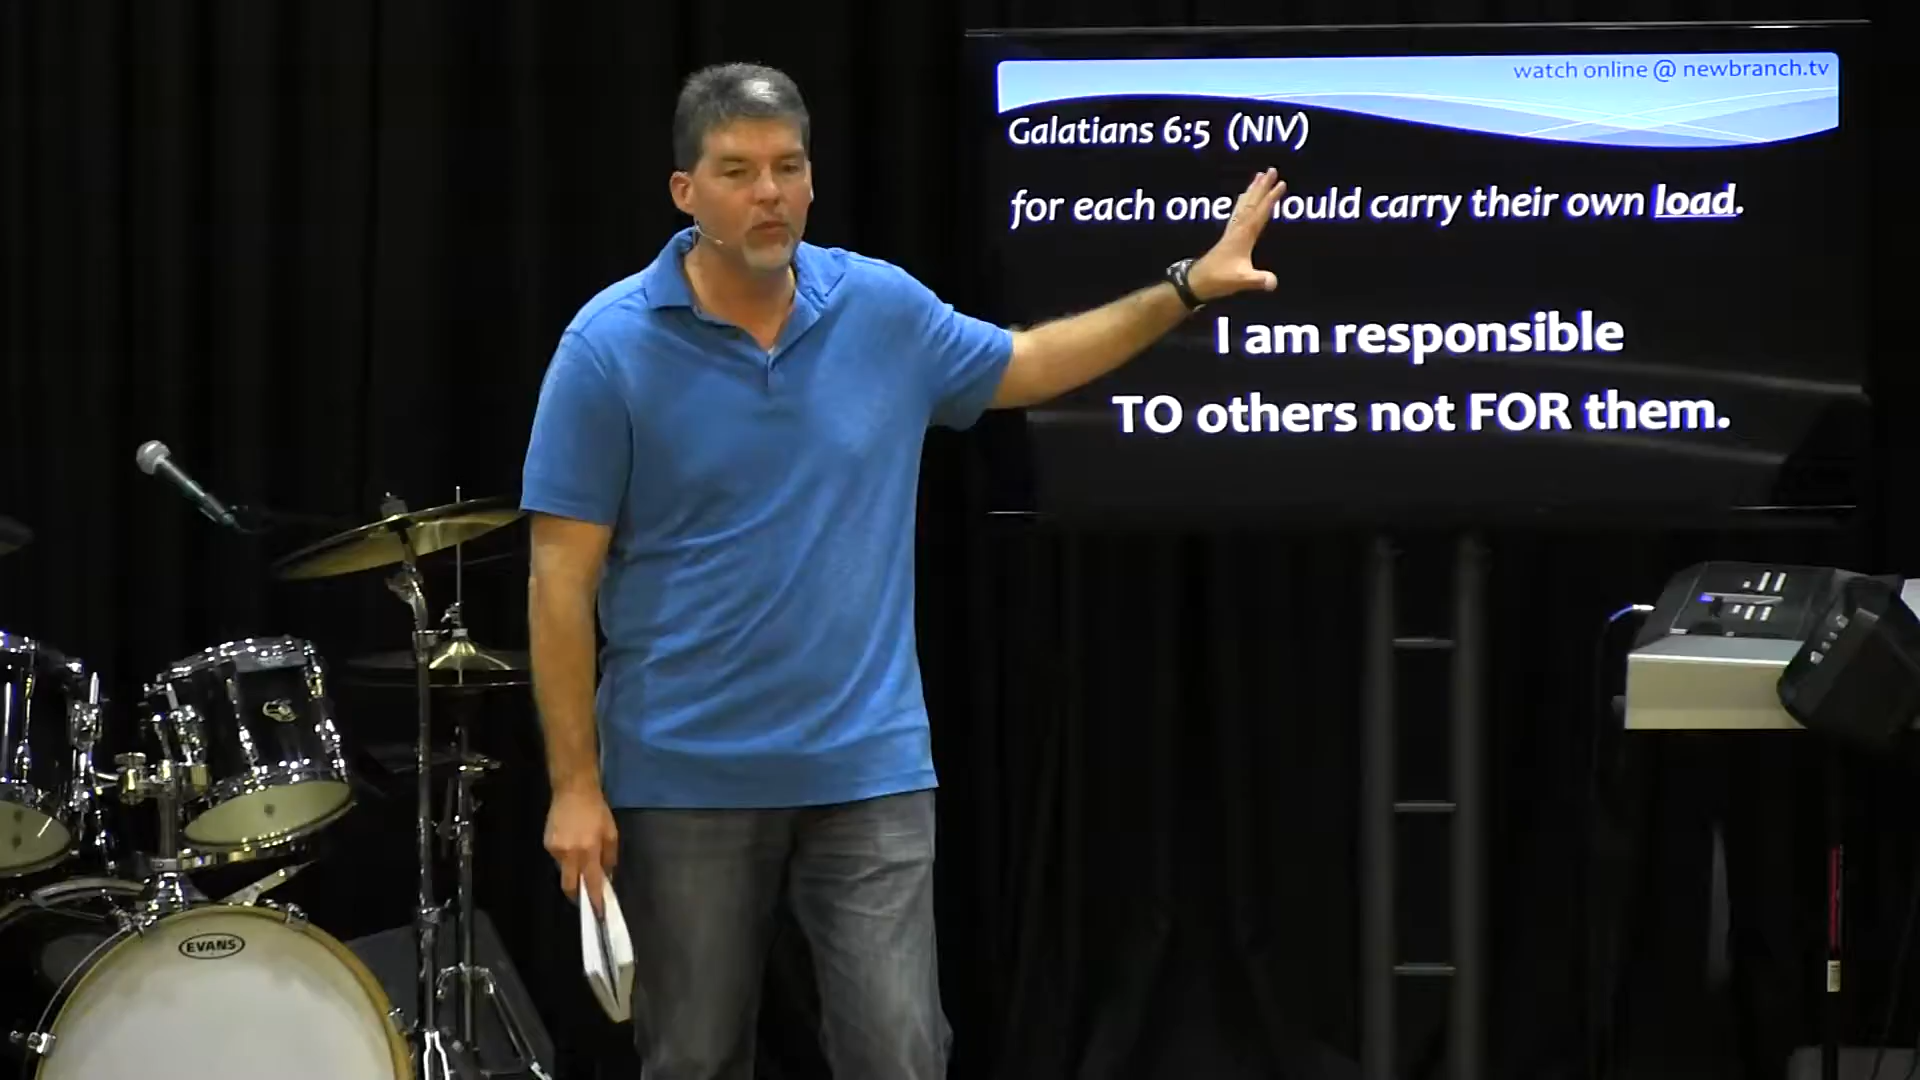 watch online @ newbranch.tv
Galatians 6:5 (NIV)
for each one ould carry their own load.
I am responsible
TO others not FOR them.
EVANS